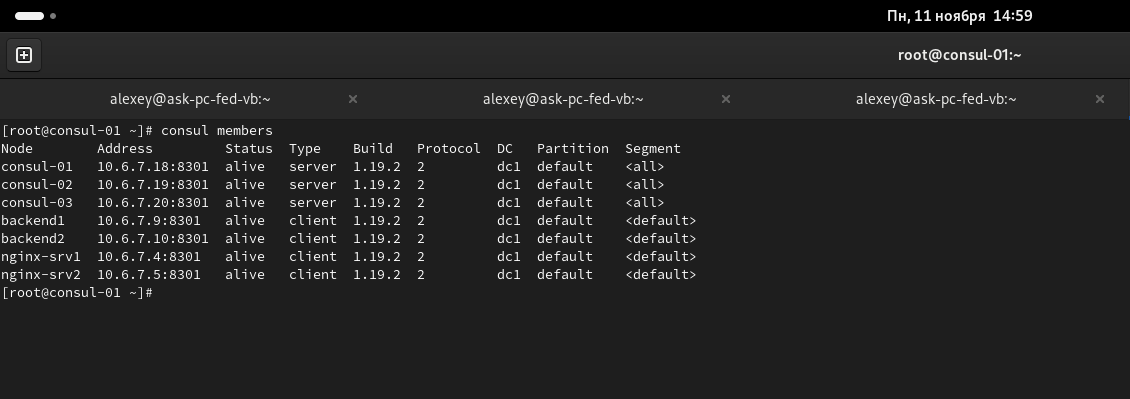 Пн, 11 ноября 14:59
root@consul-01:~
alexey@ask-pc-fed-vb:~ × alexey@ask-pc-fed-vb:~ × alexey@ask-pc-fed-vb:~ ×
[root@consul-01 ~]# consul members
Node        Address         Status  Type    Build   Protocol  DC   Partition  Segment
consul-01   10.6.7.18:8301  alive   server  1.19.2  2         dc1  default    <all>
consul-02   10.6.7.19:8301  alive   server  1.19.2  2         dc1  default    <all>
consul-03   10.6.7.20:8301  alive   server  1.19.2  2         dc1  default    <all>
backend1    10.6.7.9:8301   alive   client  1.19.2  2         dc1  default    <default>
backend2    10.6.7.10:8301  alive   client  1.19.2  2         dc1  default    <default>
nginx-srv1  10.6.7.4:8301   alive   client  1.19.2  2         dc1  default    <default>
nginx-srv2  10.6.7.5:8301   alive   client  1.19.2  2         dc1  default    <default>
[root@consul-01 ~]#